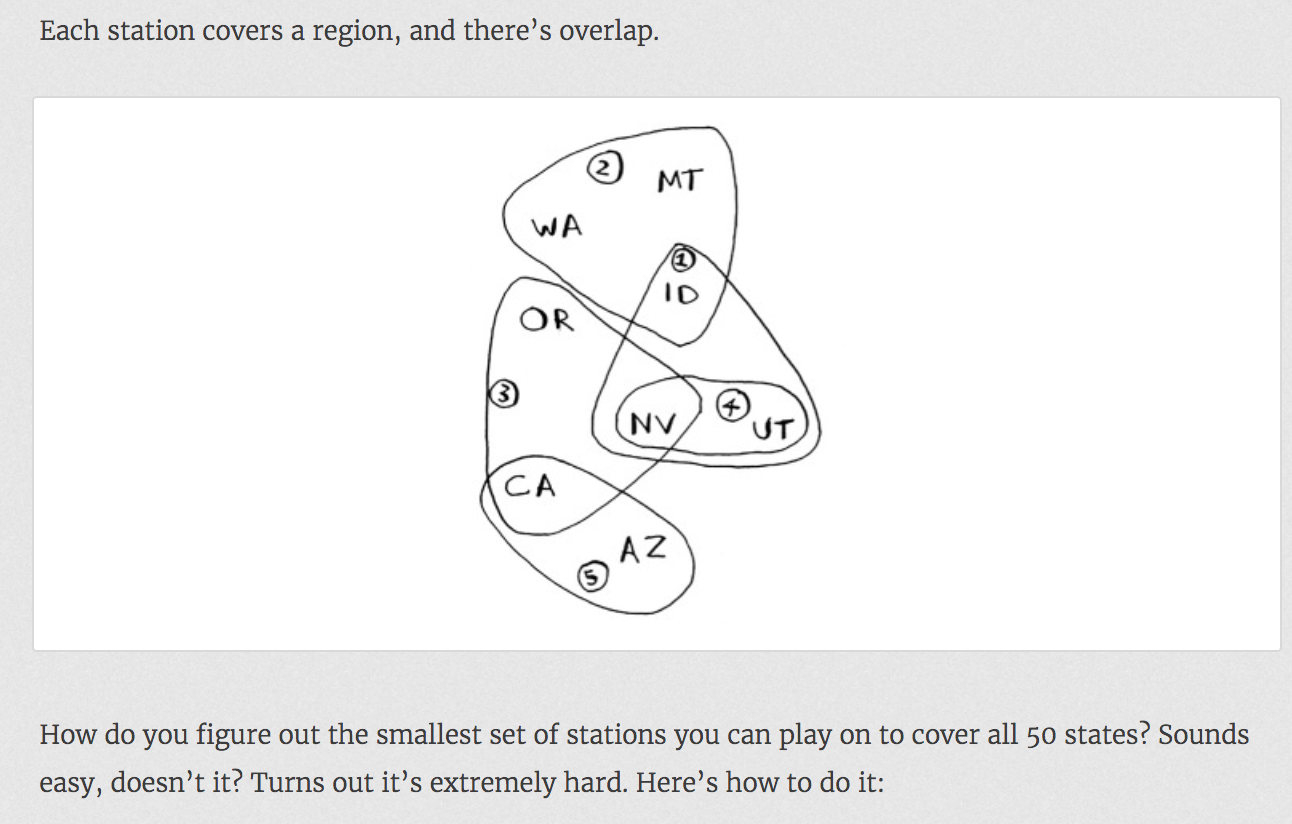 Each station covers a region, and there’s overlap.
2
MT
WA
1
ID
OR
3
4
NV
UT
CA
AZ
5
How do you figure out the smallest set of stations you can play on to cover all 50 states? Sounds
easy, doesn’t it? Turns out it’s extremely hard. Here’s how to do it: